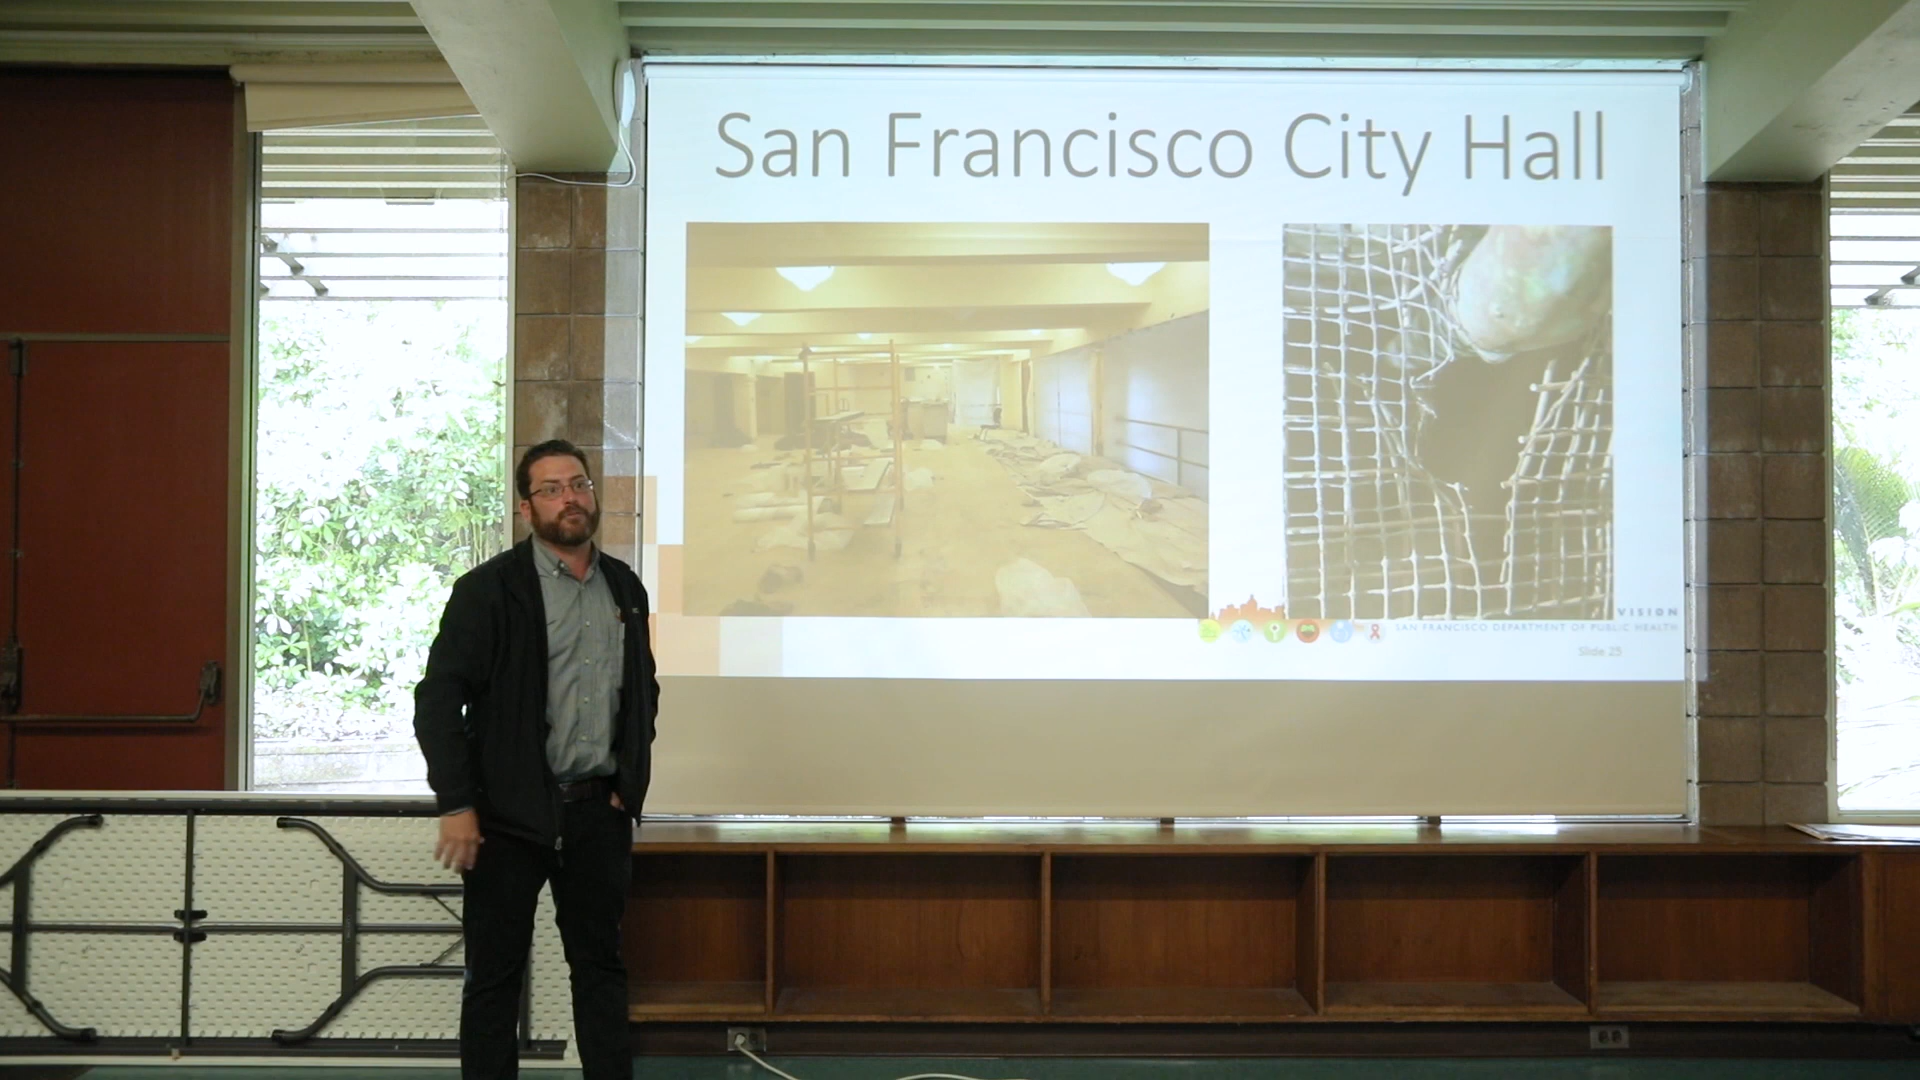 San Francisco City Hall
VISION
SAN FRANCISCO DEPARTMENT OF PUBLIC HEALTH
Slide 25